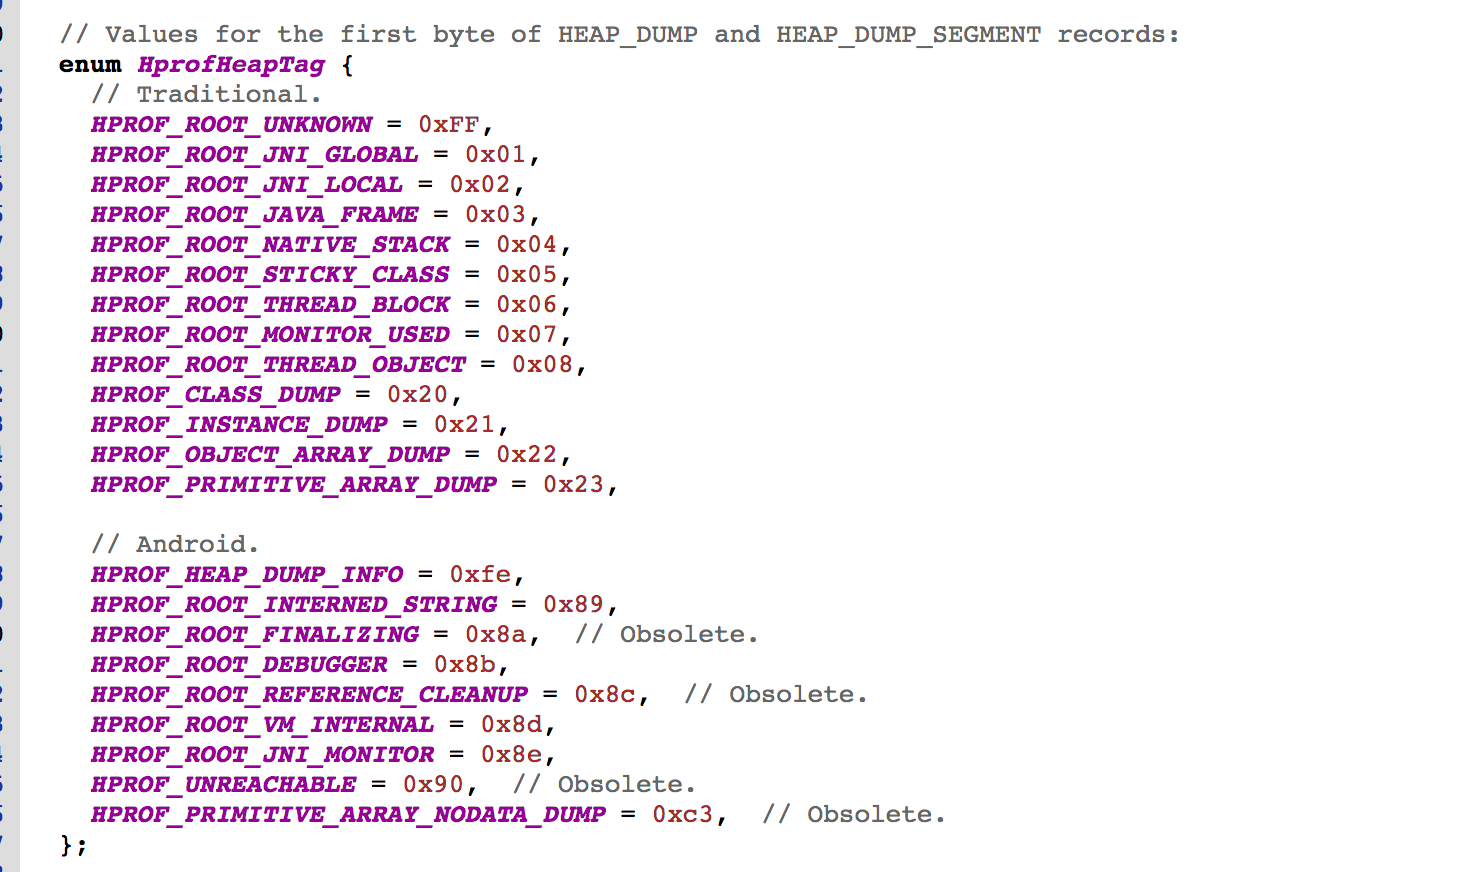 // Values for the first byte of HEAP_DUMP and HEAP_DUMP_SEGMENT records:
enum HprofHeapTag {
  // Traditional.
  HPROF_ROOT_UNKNOWN = 0xFF,
  HPROF_ROOT_JNI_GLOBAL = 0x01,
  HPROF_ROOT_JNI_LOCAL = 0x02,
  HPROF_ROOT_JAVA_FRAME = 0x03,
  HPROF_ROOT_NATIVE_STACK = 0x04,
  HPROF_ROOT_STICKY_CLASS = 0x05,
  HPROF_ROOT_THREAD_BLOCK = 0x06,
  HPROF_ROOT_MONITOR_USED = 0x07,
  HPROF_ROOT_THREAD_OBJECT = 0x08,
  HPROF_CLASS_DUMP = 0x20,
  HPROF_INSTANCE_DUMP = 0x21,
  HPROF_OBJECT_ARRAY_DUMP = 0x22,
  HPROF_PRIMITIVE_ARRAY_DUMP = 0x23,

  // Android.
  HPROF_HEAP_DUMP_INFO = 0xfe,
  HPROF_ROOT_INTERNED_STRING = 0x89,
  HPROF_ROOT_FINALIZING = 0x8a,  // Obsolete.
  HPROF_ROOT_DEBUGGER = 0x8b,
  HPROF_ROOT_REFERENCE_CLEANUP = 0x8c,  // Obsolete.
  HPROF_ROOT_VM_INTERNAL = 0x8d,
  HPROF_ROOT_JNI_MONITOR = 0x8e,
  HPROF_UNREACHABLE = 0x90,  // Obsolete.
  HPROF_PRIMITIVE_ARRAY_NODATA_DUMP = 0xc3,  // Obsolete.
};